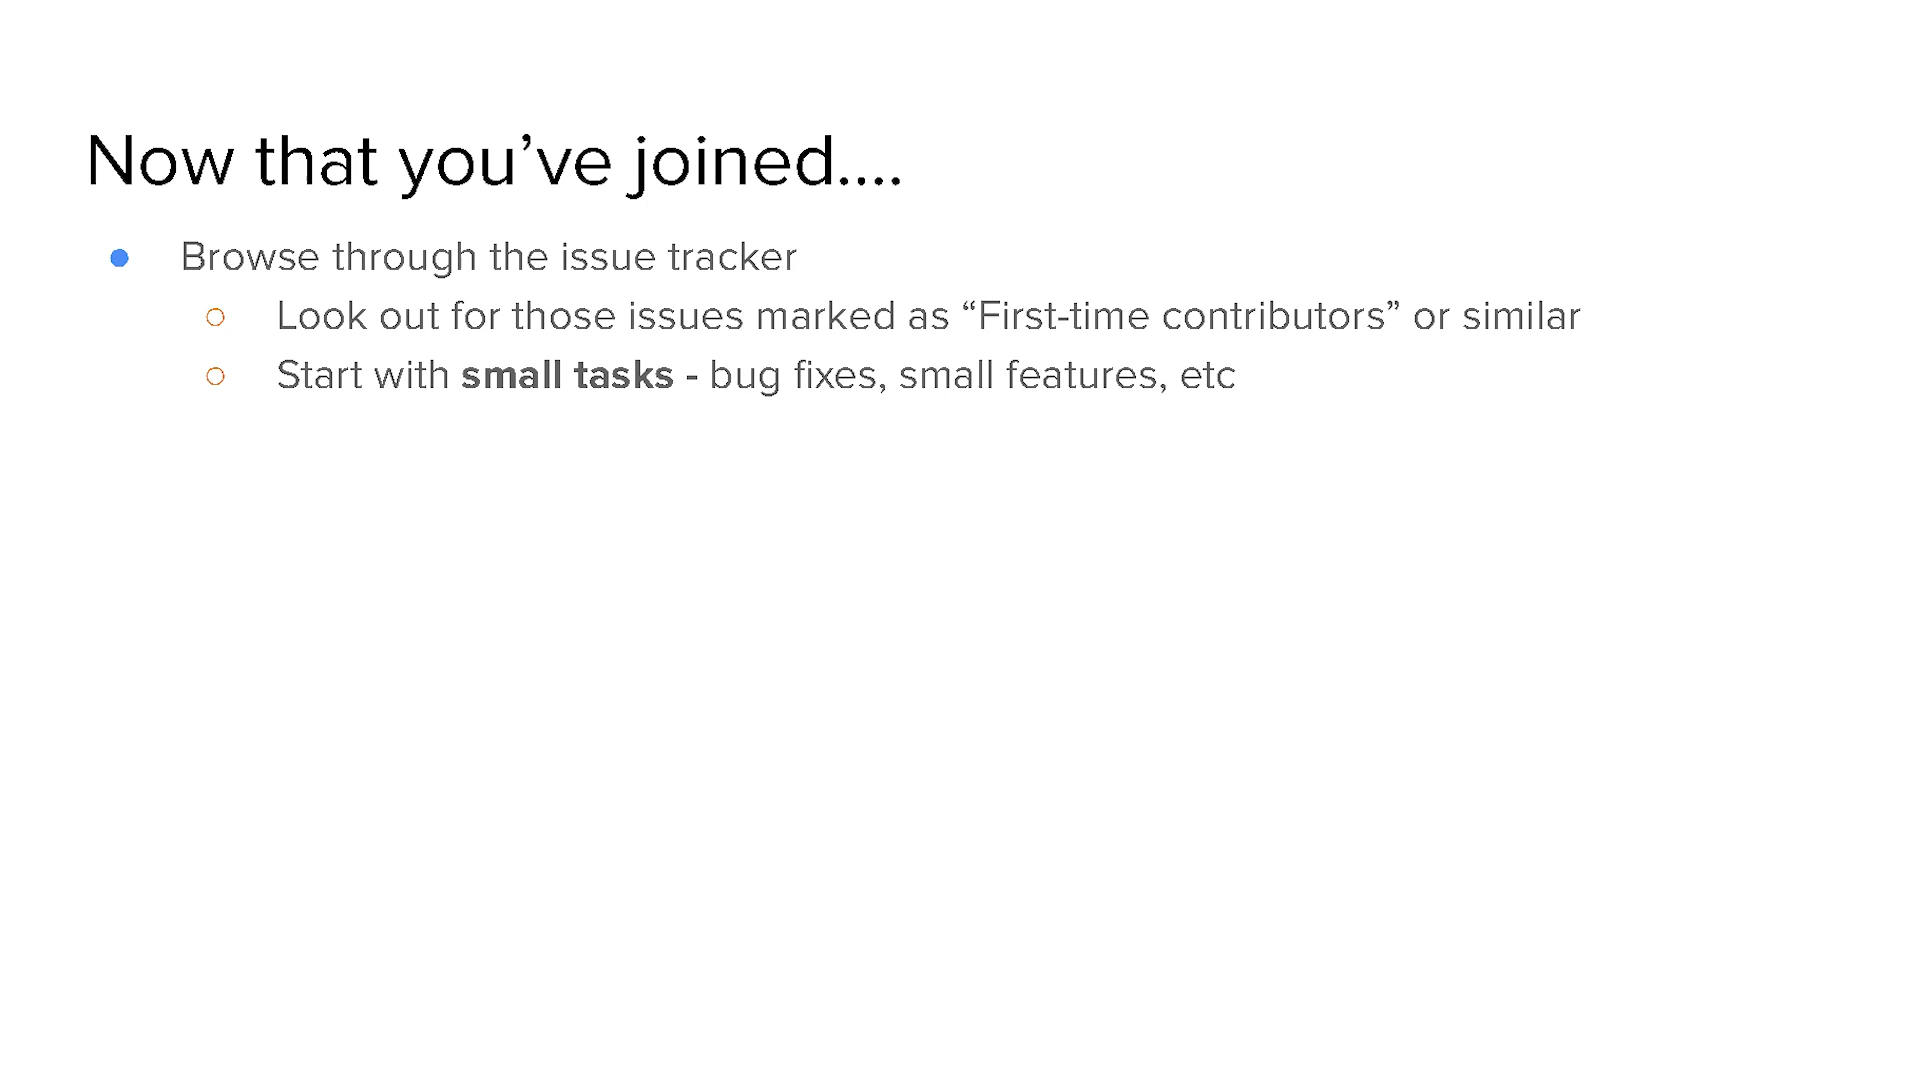 Now that you’ve joined....
● Browse through the issue tracker
○ Look out for those issues marked as “First-time contributors” or similar
○ Start with small tasks - bug fixes, small features, etc